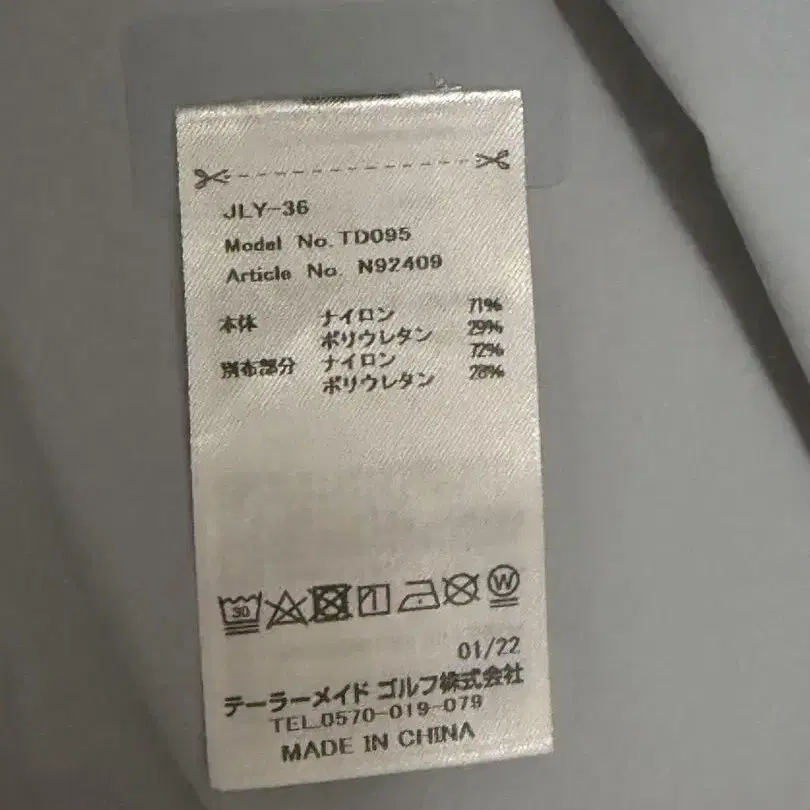 JLY-36
Model No. TD095
Article No. N92409
本体 ナイロン 71%
ポリウレタン 29%
別布部分 ナイロン 72%
ポリウレタン 28%
30 W
01/22
テーラーメイド ゴルフ株式会社
TEL.0570-019-079
MADE IN CHINA